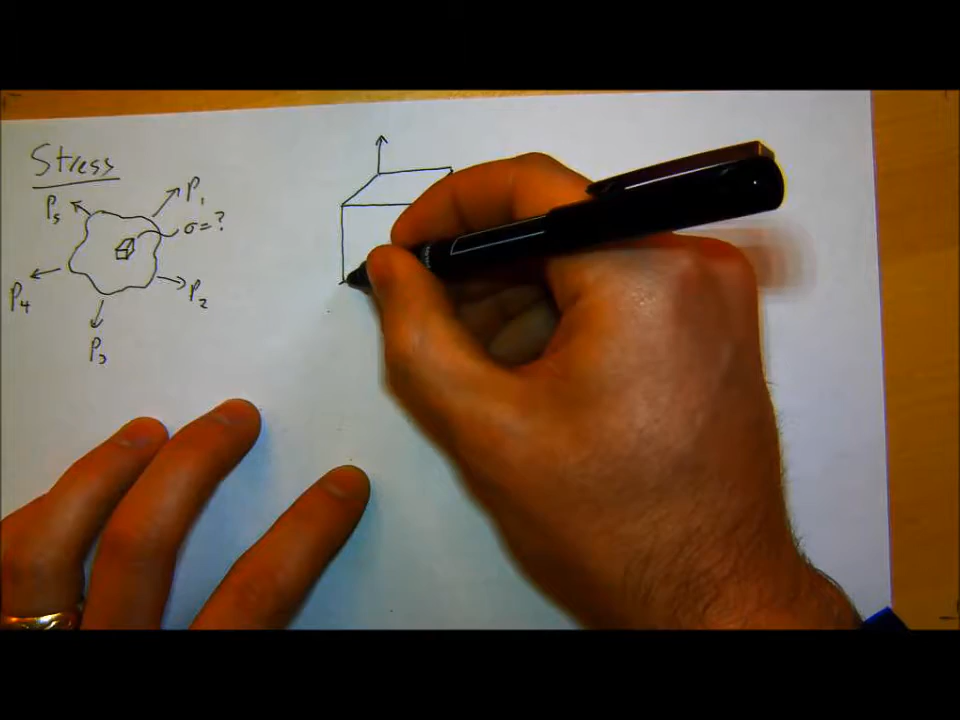 Stress
P₅
P₁
σ=?
P₄
P₂
P₃